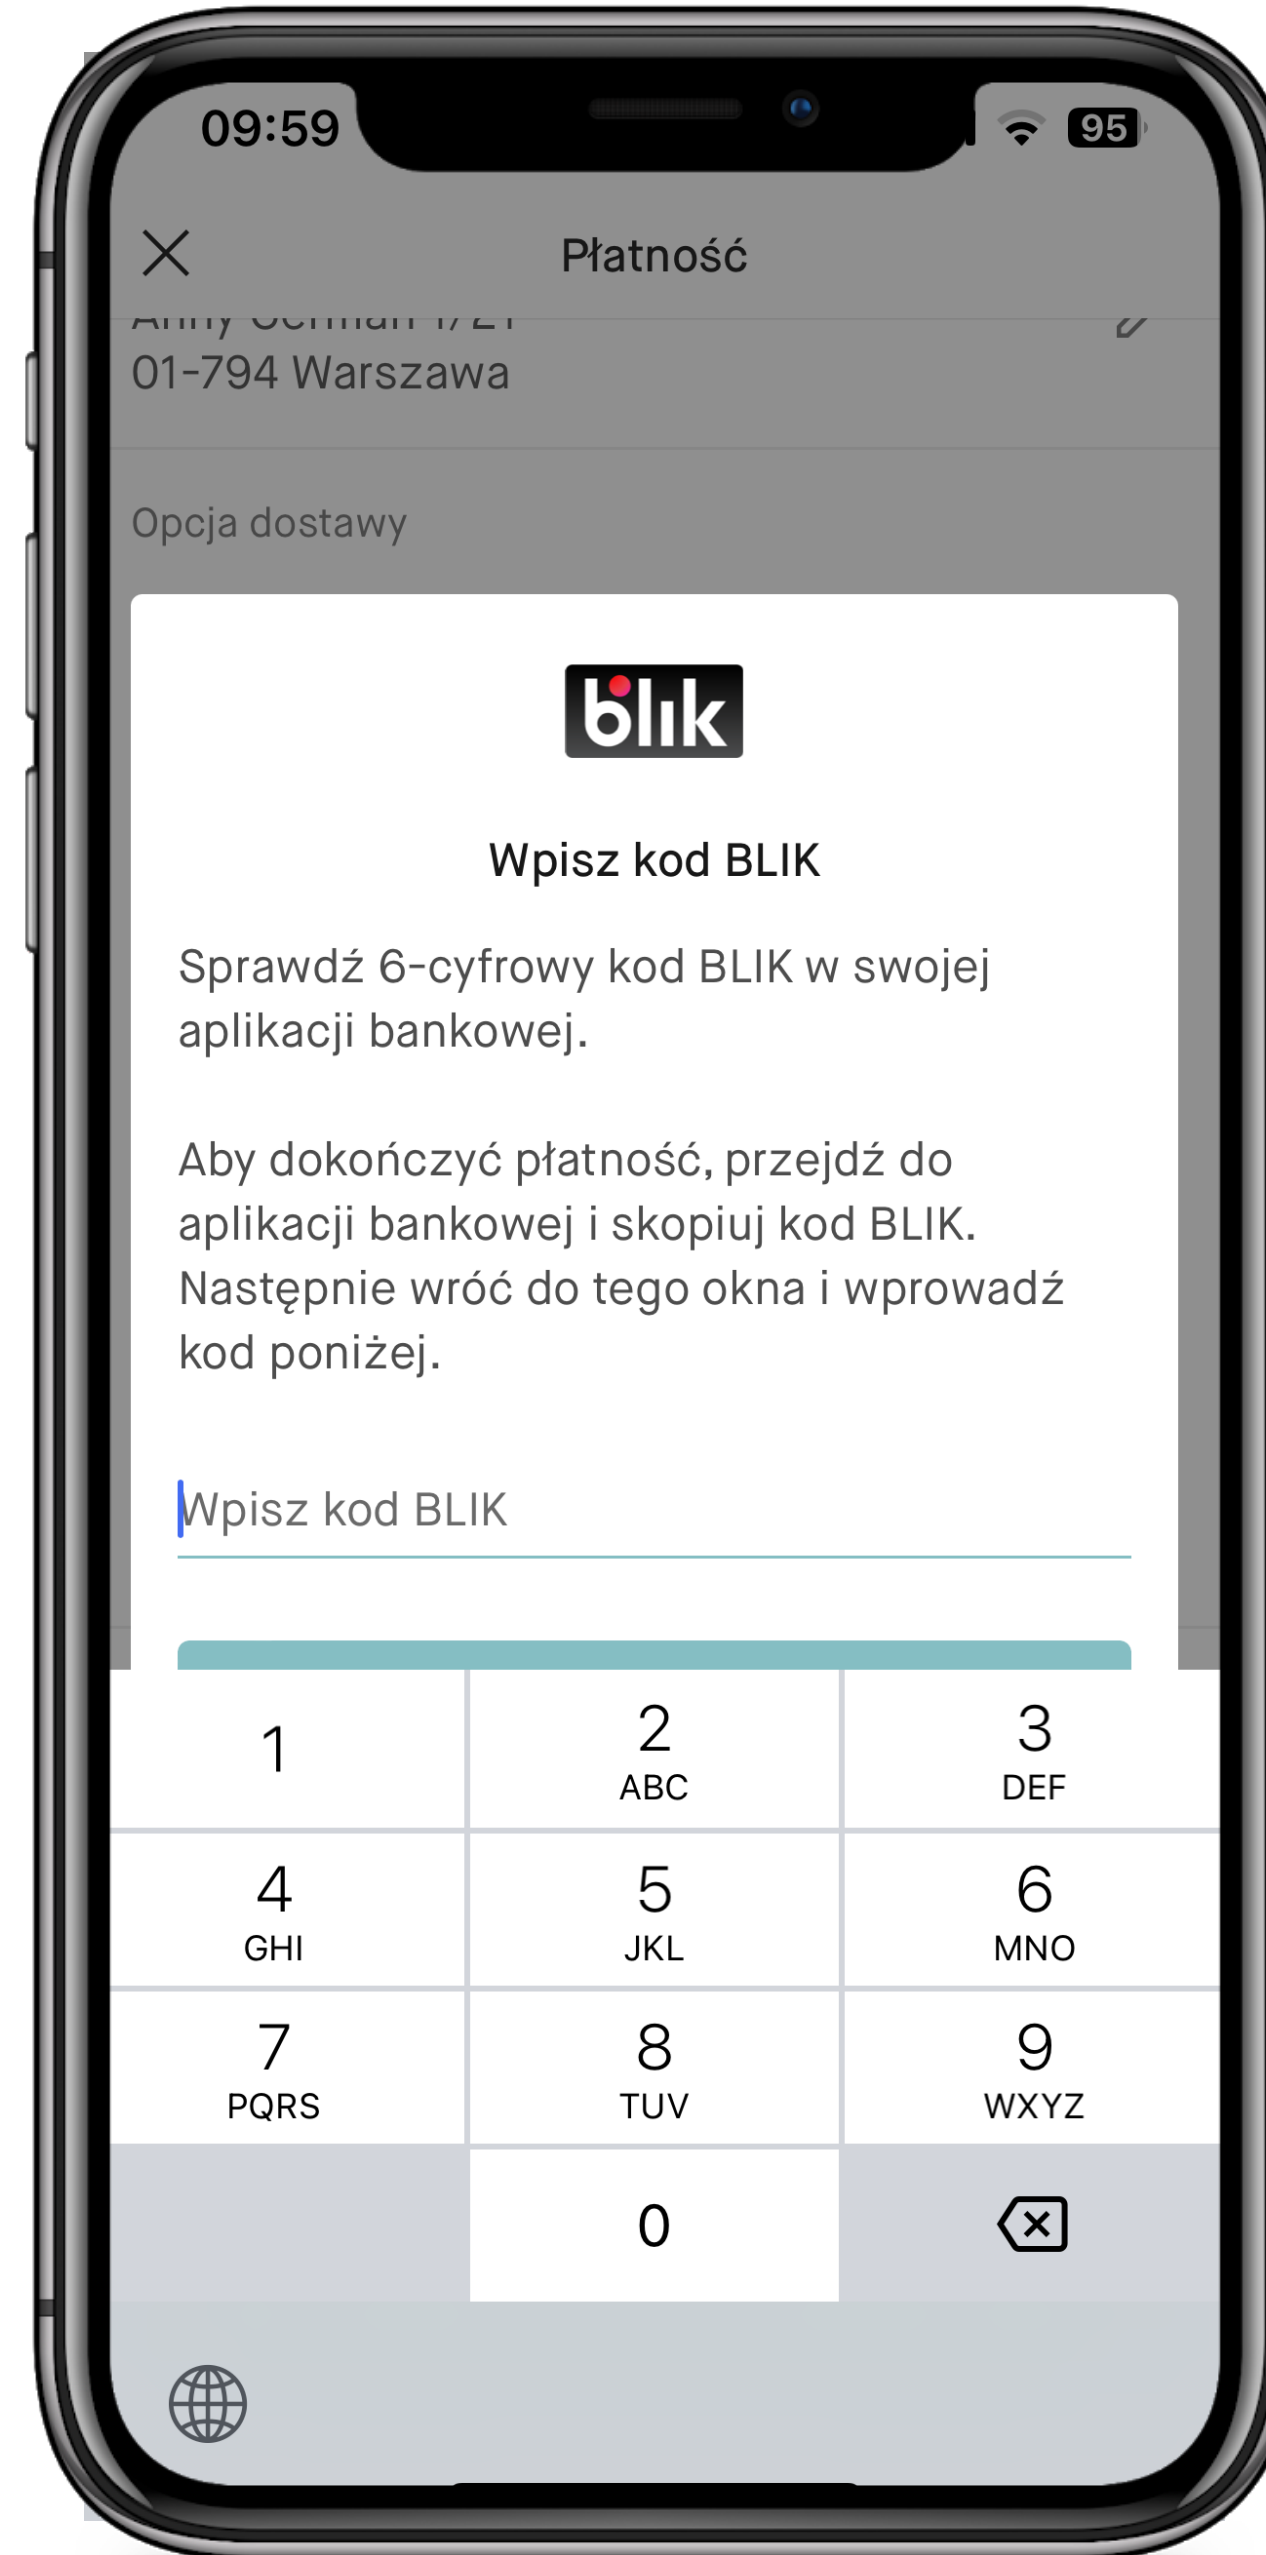 09:59
95
Płatność
01-794 Warszawa
Opcja dostawy
blik
Wpisz kod BLIK
Sprawdź 6-cyfrowy kod BLIK w swojej
aplikacji bankowej.
Aby dokończyć płatność, przejdź do
aplikacji bankowej i skopiuj kod BLIK.
Następnie wróć do tego okna i wprowadź
kod poniżej.
Wpisz kod BLIK
1
2
ABC
3
DEF
4
GHI
5
JKL
6
MNO
7
PQRS
8
TUV
9
WXYZ
0